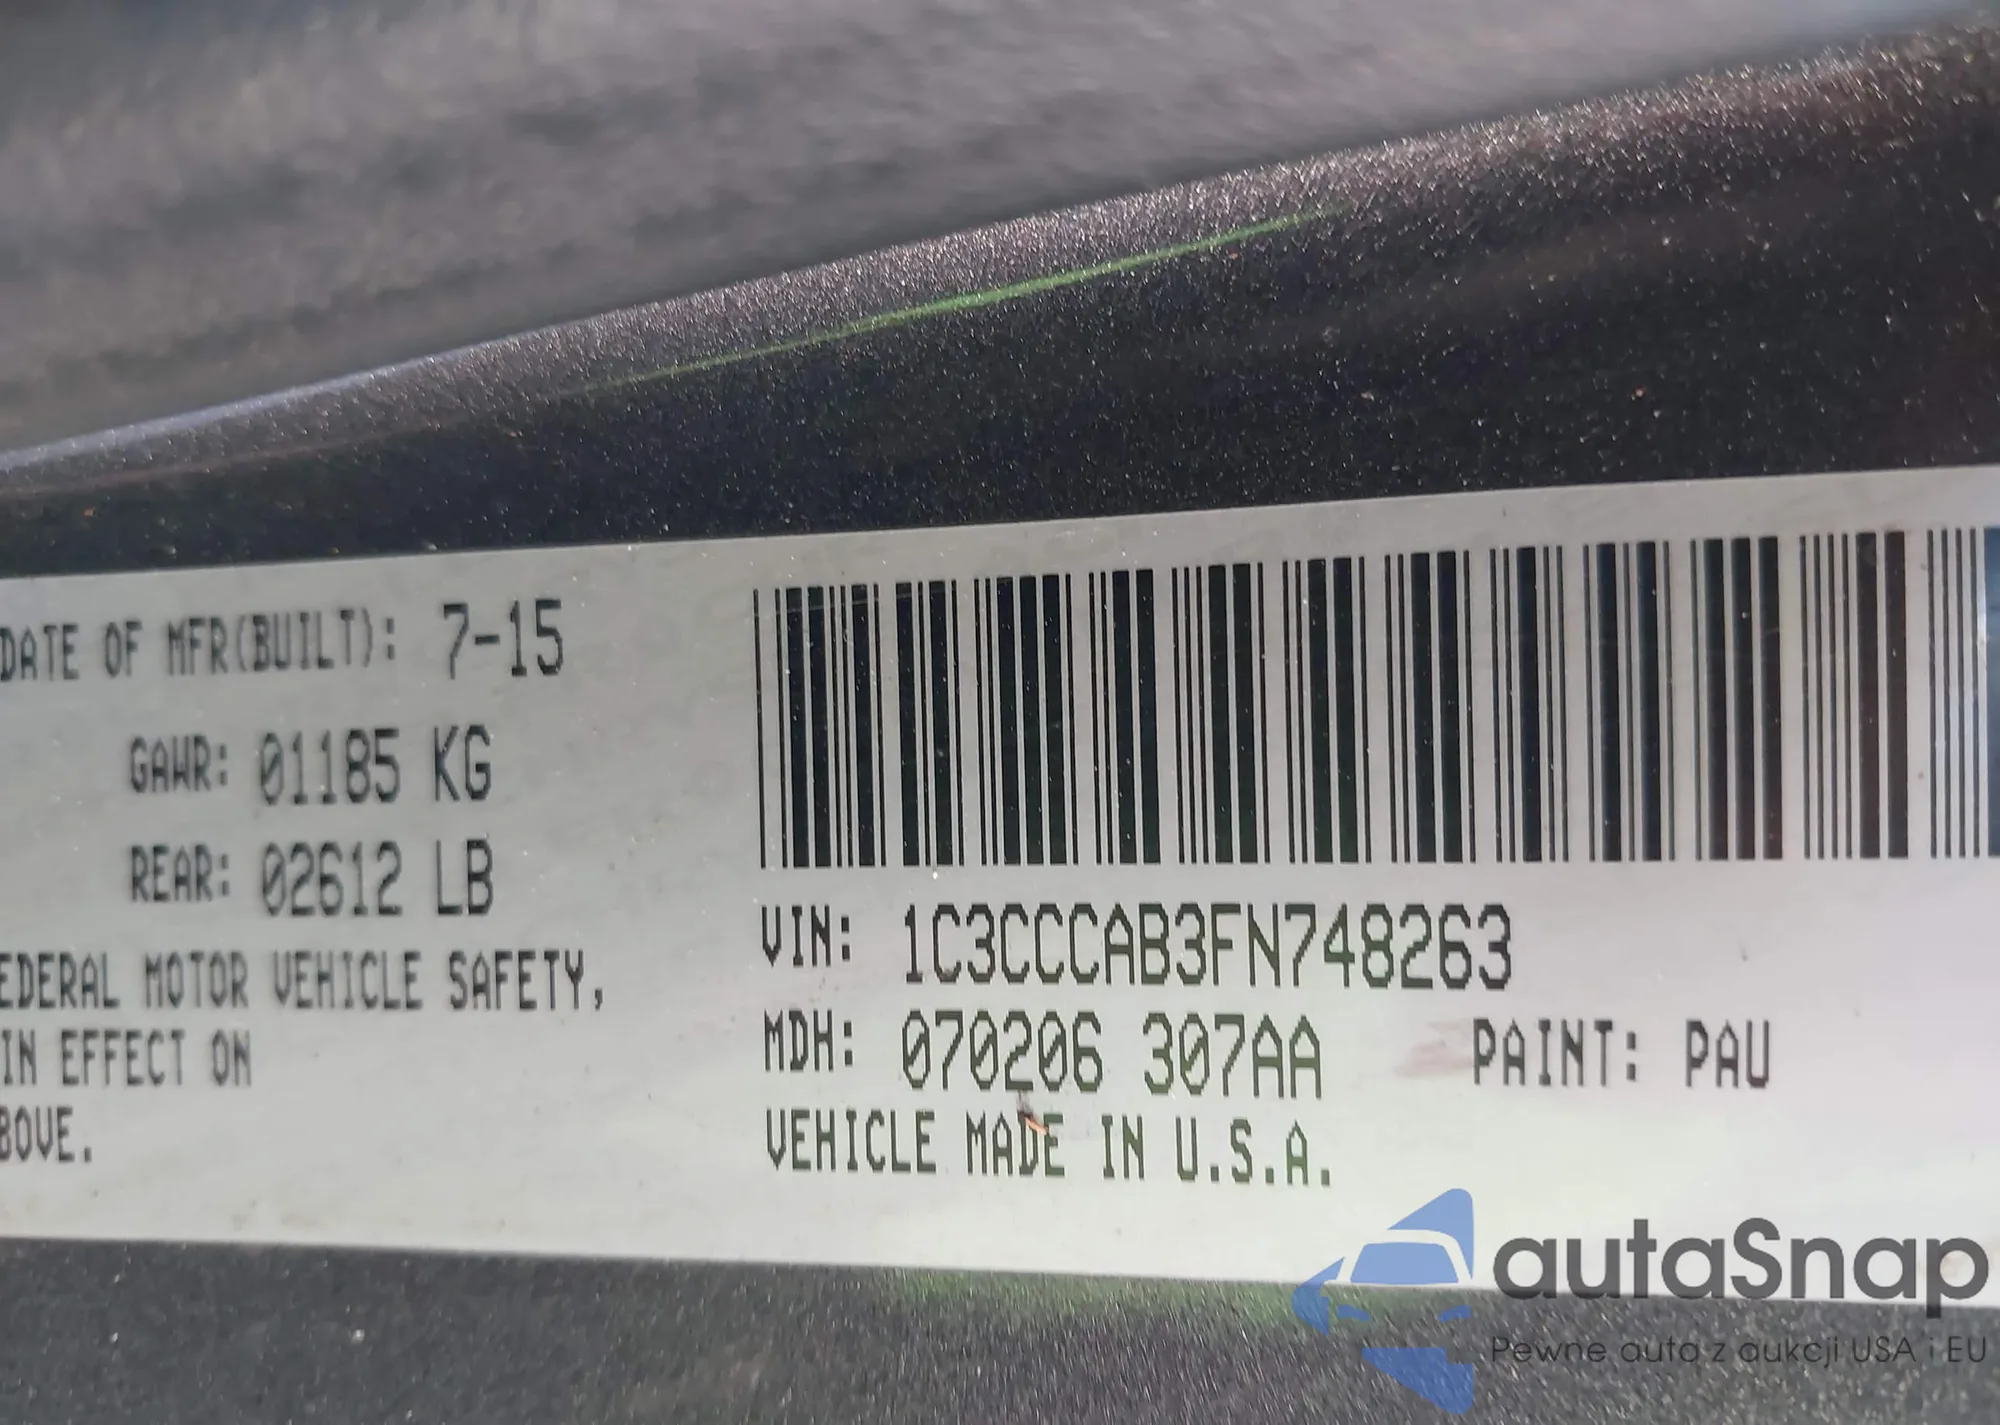 DATE OF MFR(BUILT): 7-15
GAWR: 01185 KG
REAR: 02612 LB
EDERAL MOTOR VEHICLE SAFETY,
IN EFFECT ON
BOVE.
VIN: 1C3CCCAB3FN748263
MDH: 070206 307AA PAINT: PAU
VEHICLE MADE IN U.S.A.
autaSnap
Pewne auta z aukcji USA i EU